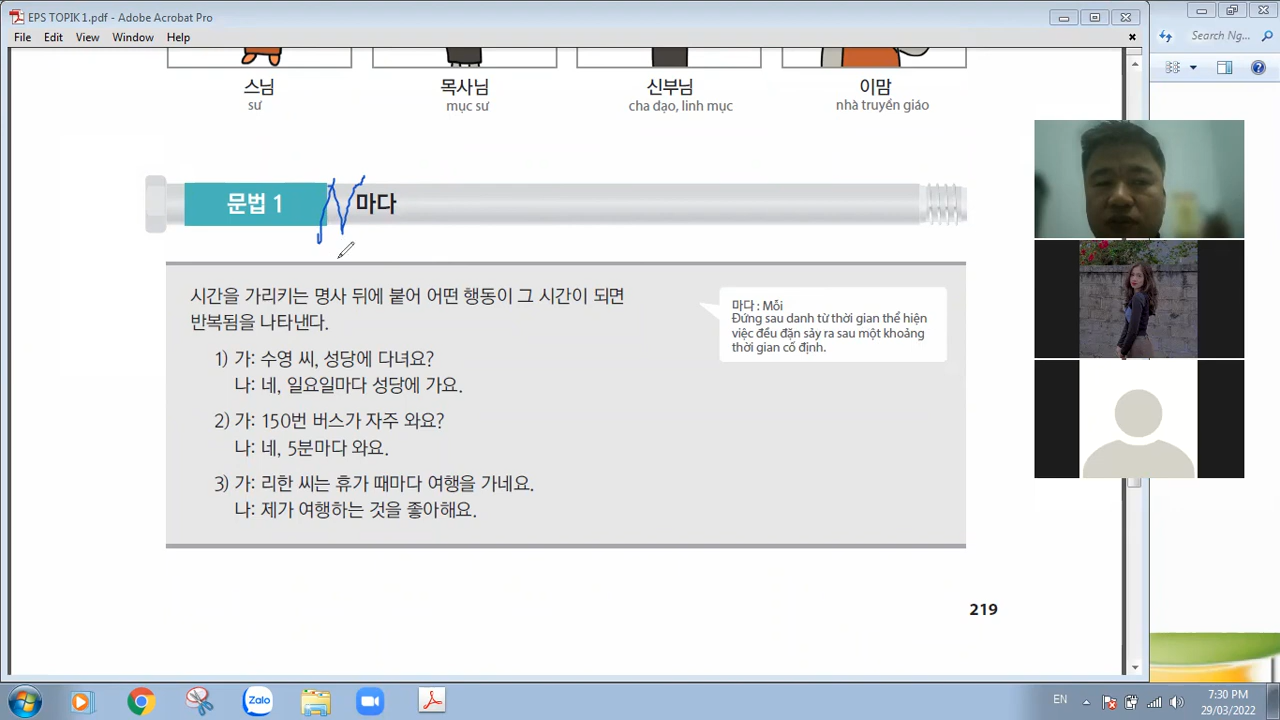 EPS TOPIK 1.pdf - Adobe Acrobat Pro
File Edit View Window Help
Search Ng...
스님
sư
목사님
mục sư
신부님
cha đạo, linh mục
이맘
nhà truyền giáo
문법 1
N
마다
시간을 가리키는 명사 뒤에 붙어 어떤 행동이 그 시간이 되면
반복됨을 나타낸다.
마다 : Mỗi
Đứng sau danh từ thời gian thể hiện
việc đều đặn sảy ra sau một khoảng
thời gian cố định.
1) 가: 수영 씨, 성당에 다녀요?
나: 네, 일요일마다 성당에 가요.
2) 가: 150번 버스가 자주 와요?
나: 네, 5분마다 와요.
3) 가: 리한 씨는 휴가 때마다 여행을 가네요.
나: 제가 여행하는 것을 좋아해요.
219
Zalo
EN
7:30 PM
29/03/2022